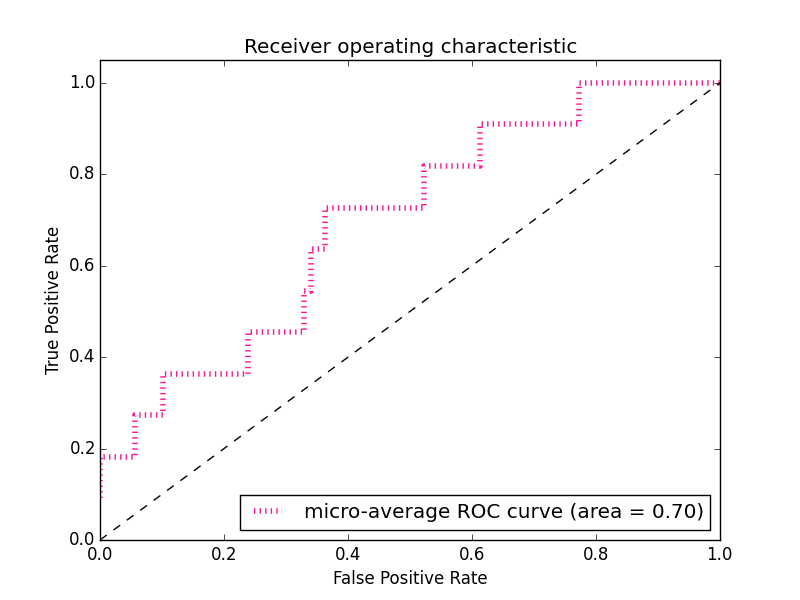 Receiver operating characteristic
1.0
0.8
0.6
0.4
0.2
0.0
True Positive Rate
micro-average ROC curve (area = 0.70)
0.0 0.2 0.4 0.6 0.8 1.0
False Positive Rate